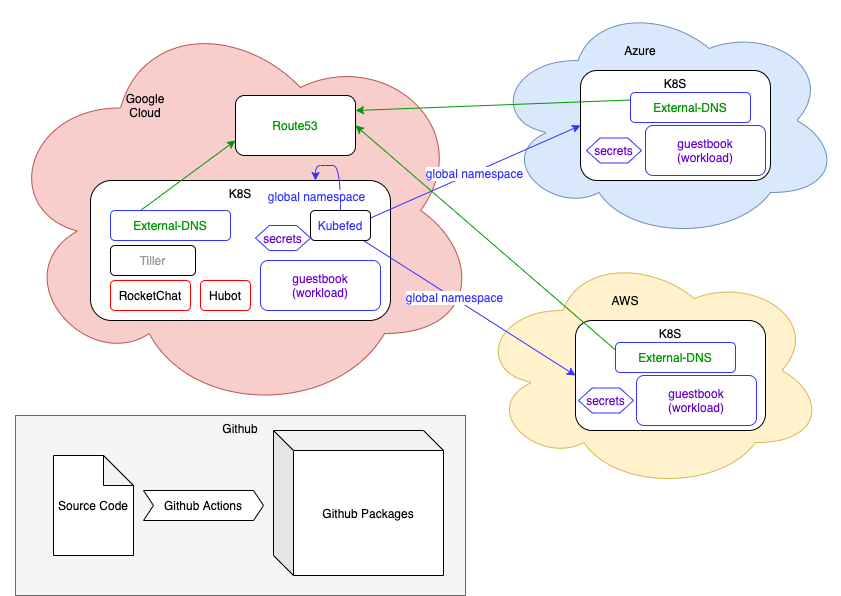 Google
Cloud
Route53
K8S
global namespace
External-DNS
secrets
Kubefed
Tiller
guestbook
(workload)
RocketChat
Hubot
global namespace
global namespace
Azure
K8S
External-DNS
secrets
guestbook
(workload)
AWS
K8S
External-DNS
secrets
guestbook
(workload)
Github
Source Code
Github Actions
Github Packages